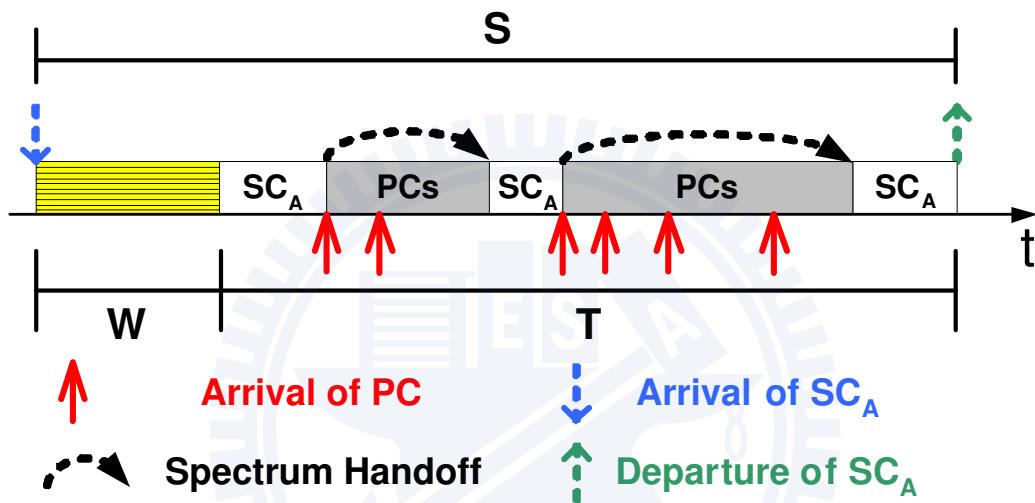 S
SC_A PCs SC_A PCs SC_A
t
W T
Arrival of PC Arrival of SC_A
Spectrum Handoff Departure of SC_A
E S A